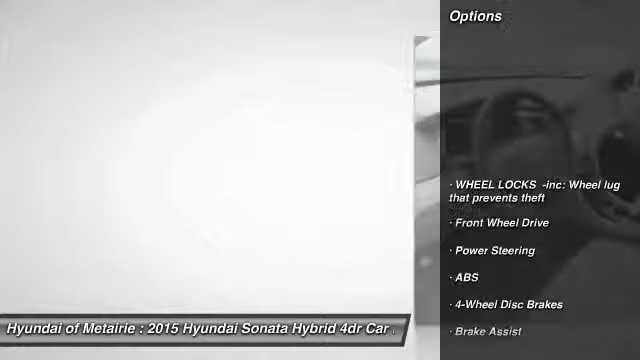 Options
· WHEEL LOCKS -inc: Wheel lug
that prevents theft
· Front Wheel Drive
· Power Steering
· ABS
· 4-Wheel Disc Brakes
· Brake Assist
Hyundai of Metairie : 2015 Hyundai Sonata Hybrid 4dr Car .